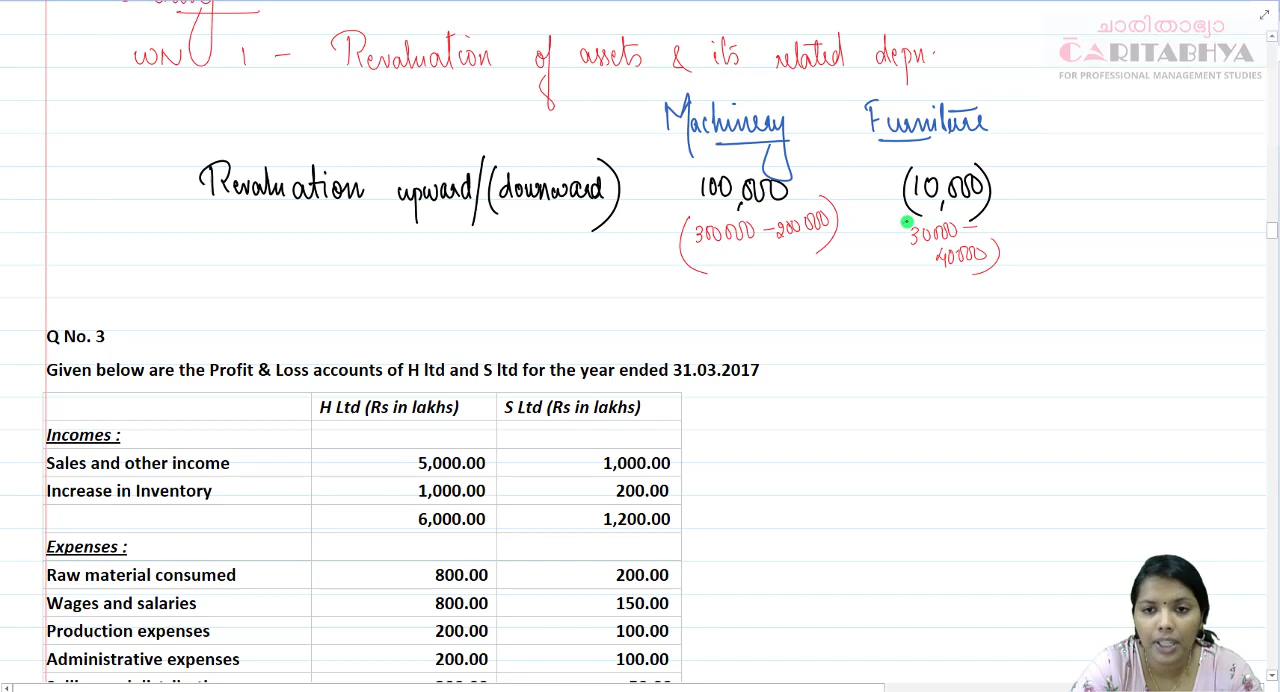 ചാരിതാഭ്യാ
CARITABHYA
FOR PROFESSIONAL MANAGEMENT STUDIES
WN 1 - Revaluation of assets & its related depn.
Machinery Furniture
Revaluation upward/(downward) 100,000 (10,000)
(300000 - 200000) 30000 -
40000)
Q No. 3
Given below are the Profit & Loss accounts of H ltd and S ltd for the year ended 31.03.2017
H Ltd (Rs in lakhs) S Ltd (Rs in lakhs)
Incomes :
Sales and other income 5,000.00 1,000.00
Increase in Inventory 1,000.00 200.00
6,000.00 1,200.00
Expenses :
Raw material consumed 800.00 200.00
Wages and salaries 800.00 150.00
Production expenses 200.00 100.00
Administrative expenses 200.00 100.00